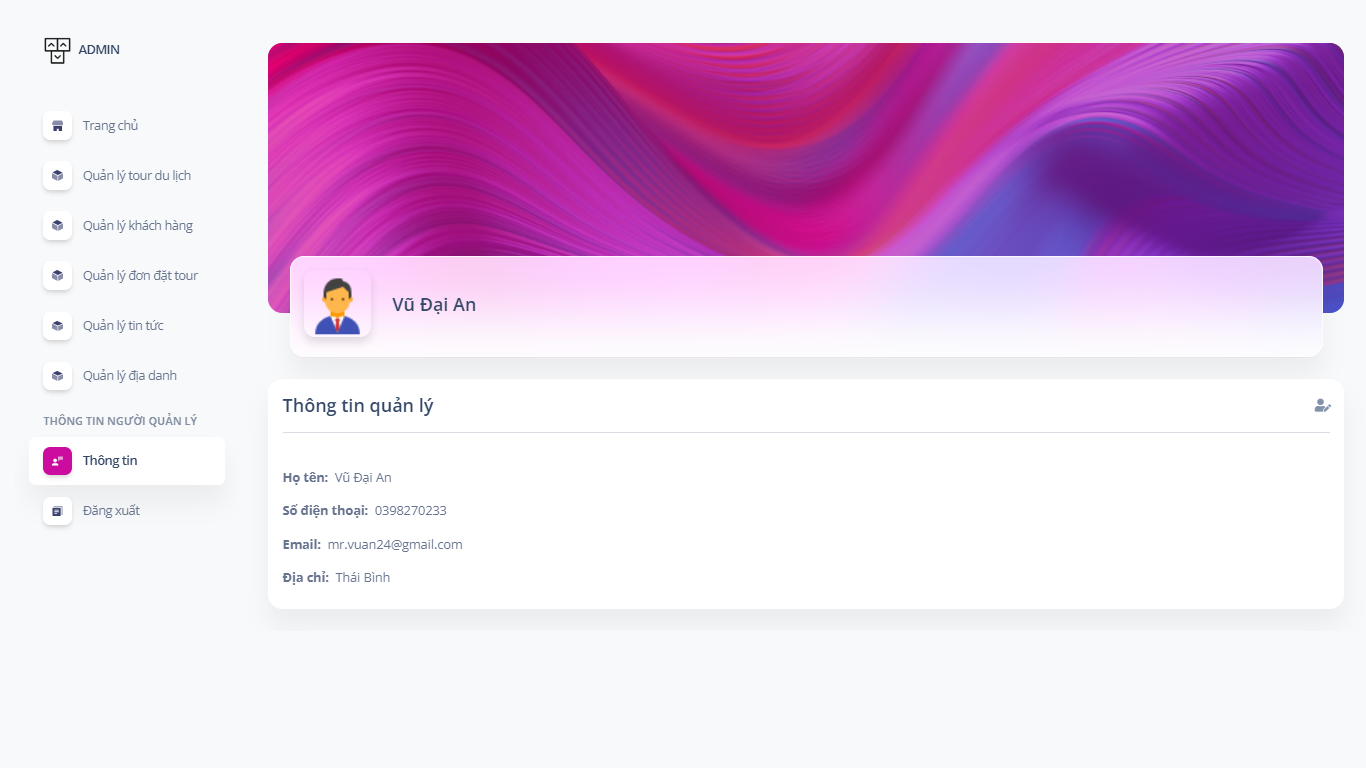 ADMIN
Trang chủ
Quản lý tour du lịch
Quản lý khách hàng
Quản lý đơn đặt tour
Quản lý tin tức
Quản lý địa danh
THÔNG TIN NGƯỜI QUẢN LÝ
Thông tin
Đăng xuất
Vũ Đại An
Thông tin quản lý
Họ tên: Vũ Đại An
Số điện thoại: 0398270233
Email: mr.vuan24@gmail.com
Địa chỉ: Thái Bình